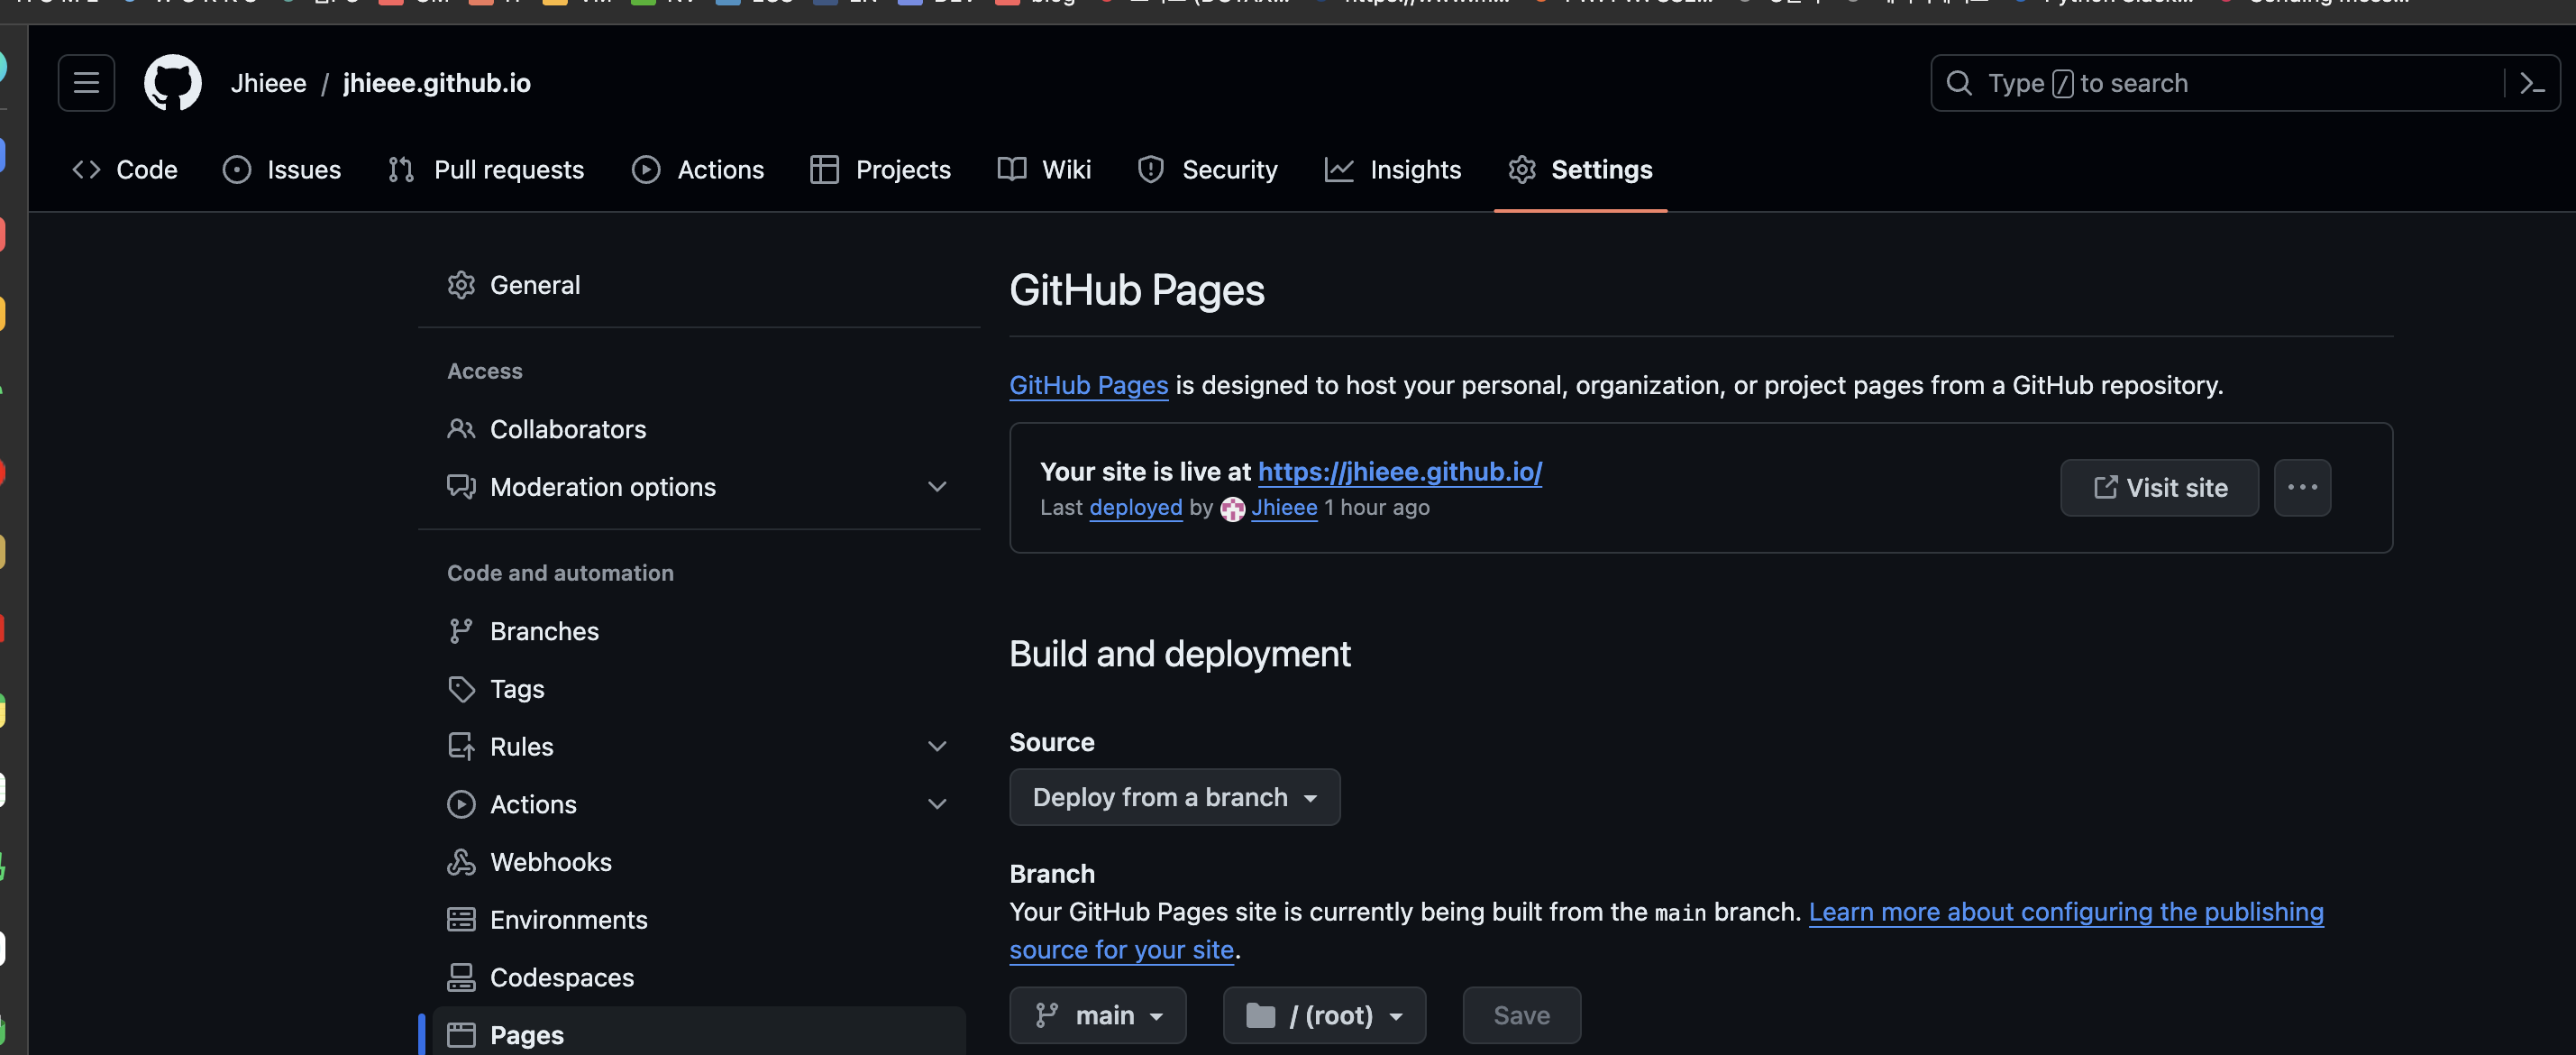 Jhieee / jhieee.github.io
Type / to search
Code
Issues
Pull requests
Actions
Projects
Wiki
Security
Insights
Settings
General
Access
Collaborators
Moderation options
Code and automation
Branches
Tags
Rules
Actions
Webhooks
Environments
Codespaces
Pages
GitHub Pages
GitHub Pages is designed to host your personal, organization, or project pages from a GitHub repository.
Your site is live at https://jhieee.github.io/
Last deployed by Jhieee 1 hour ago
Visit site
Build and deployment
Source
Deploy from a branch
Branch
Your GitHub Pages site is currently being built from the main branch. Learn more about configuring the publishing
source for your site.
main
/ (root)
Save